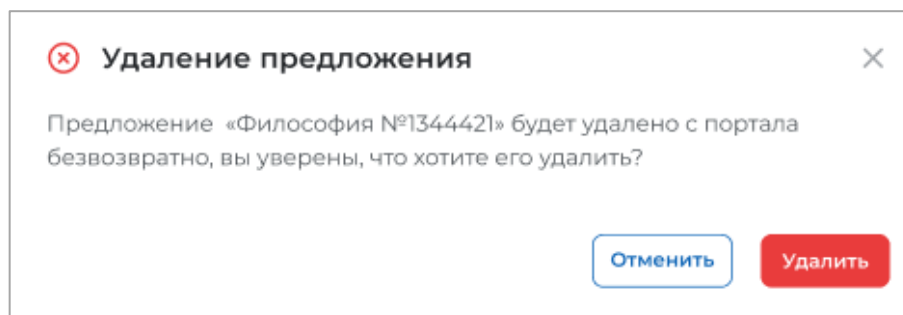 Удаление предложения
Предложение «Философия №1344421» будет удалено с портала
безвозвратно, вы уверены, что хотите его удалить?
Отменить
Удалить